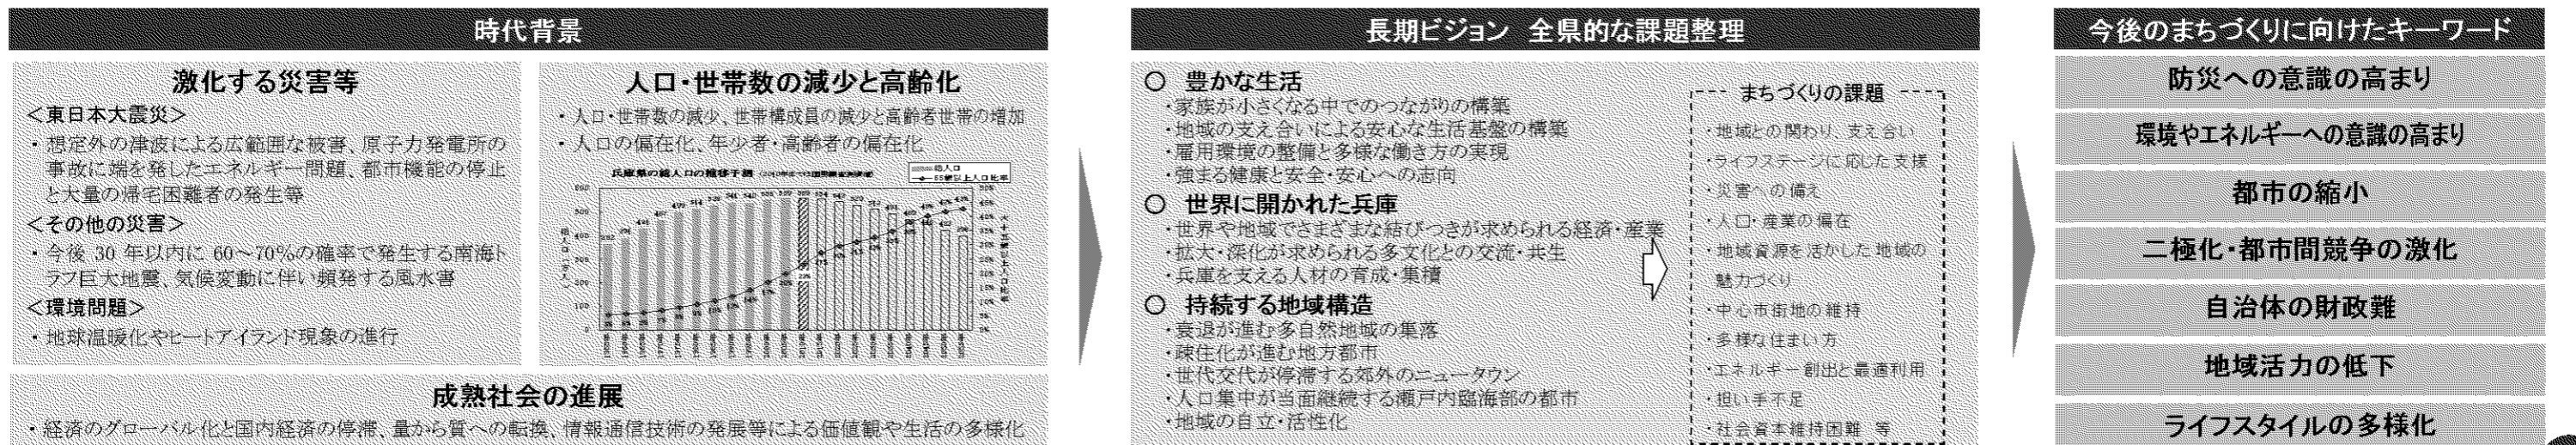 時代背景
激化する災害等
＜東日本大震災＞
・想定外の津波による広範囲な被害、原子力発電所の
事故に端を発したエネルギー問題、都市機能の停止
と大量の帰宅困難者の発生等
＜その他の災害＞
・今後 30 年以内に 60～70%の確率で発生する南海ト
ラフ巨大地震、気候変動に伴い頻発する風水害
＜環境問題＞
・地球温暖化やヒートアイランド現象の進行
人口・世帯数の減少と高齢化
・人口・世帯数の減少、世帯構成員の減少と高齢者世帯の増加
・人口の偏在化、年少者・高齢者の偏在化
兵庫県の総人口の推移予測
総人口
65歳以上人口比率
成熟社会の進展
・経済のグローバル化と国内経済の停滞、量から質への転換、情報通信技術の発展等による価値観や生活の多様化
長期ビジョン 全県的な課題整理
○ 豊かな生活
・家族が小さくなる中でのつながりの構築
・地域の支え合いによる安心な生活基盤の構築
・雇用環境の整備と多様な働き方の実現
・強まる健康と安全・安心への志向
○ 世界に開かれた兵庫
・世界や地域でさまざまな結びつきが求められる経済・産業
・拡大・深化が求められる多文化との交流・共生
・兵庫を支える人材の育成・集積
○ 持続する地域構造
・衰退が進む多自然地域の集落
・疎住化が進む地方都市
・世代交代が停滞する郊外のニュータウン
・人口集中が当面継続する瀬戸内臨海部の都市
・地域の自立・活性化
まちづくりの課題
・地域との関わり、支え合い
・ライフステージに応じた支援
・災害への備え
・人口・産業の偏在
・地域資源を活かした地域の
魅力づくり
・中心市街地の維持
・多様な住まい方
・エネルギー創出と最適利用
・担い手不足
・社会資本維持困難 等
今後のまちづくりに向けたキーワード
防災への意識の高まり
環境やエネルギーへの意識の高まり
都市の縮小
二極化・都市間競争の激化
自治体の財政難
地域活力の低下
ライフスタイルの多様化